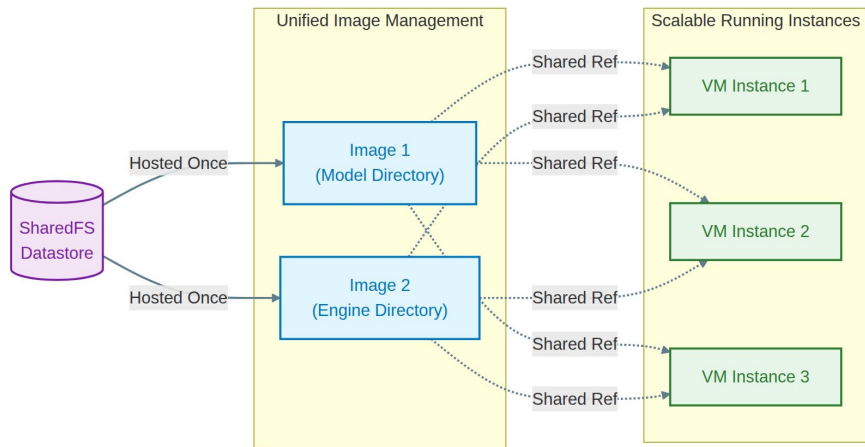 Unified Image Management
Scalable Running Instances
Shared Ref
VM Instance 1
Shared Ref
Image 1
(Model Directory)
Hosted Once
Shared Ref
SharedFS
Datastore
VM Instance 2
Image 2
(Engine Directory)
Hosted Once
Shared Ref
Shared Ref
VM Instance 3
Shared Ref